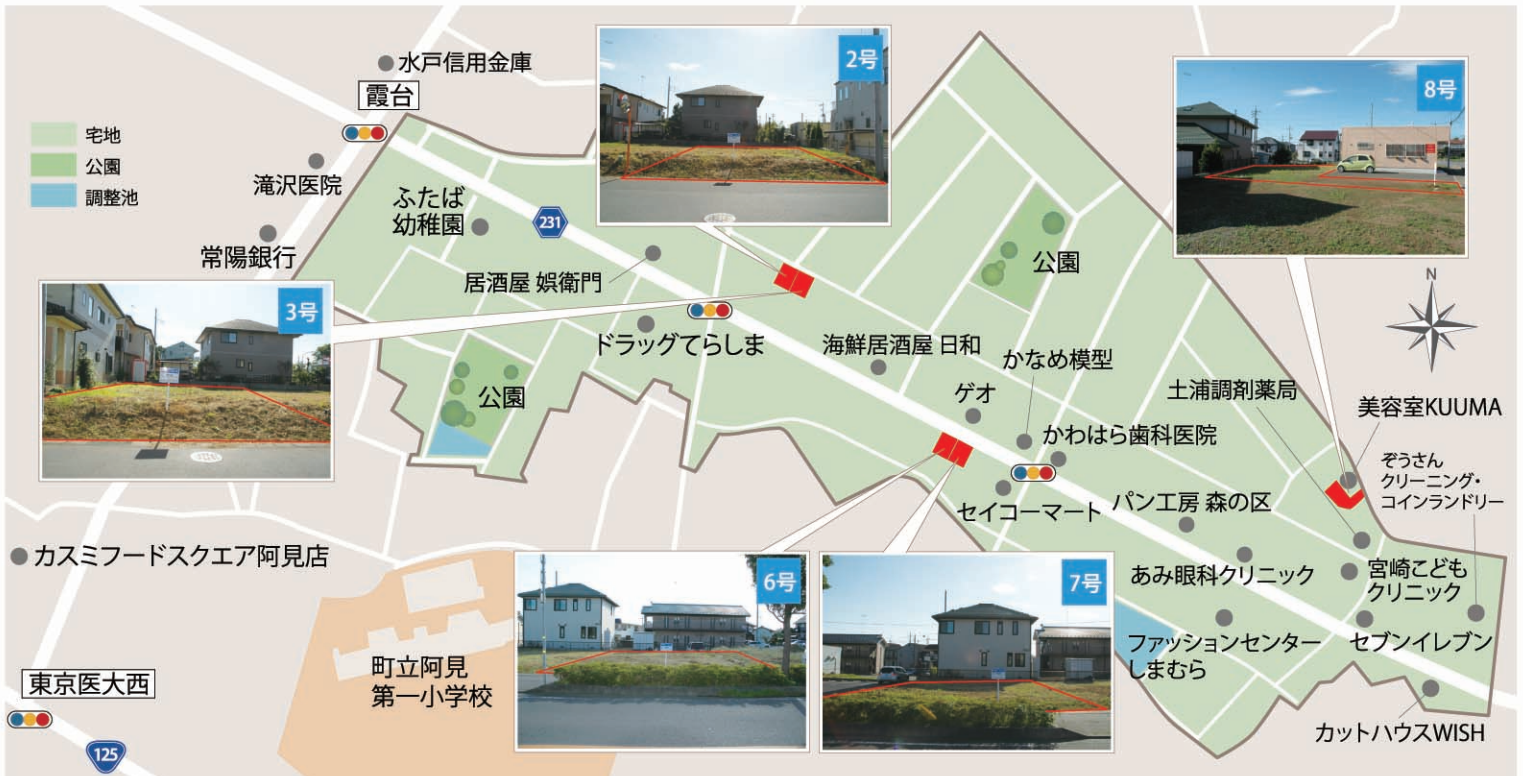 水戸信用金庫
霞台
宅地
公園
調整池
滝沢医院
常陽銀行
ふたば
幼稚園
231
居酒屋 娯衛門
2号
8号
3号
公園
公園
ドラッグてらしま
海鮮居酒屋 日和
かなめ模型
ゲオ
かわはら歯科医院
セイコーマート
土浦調剤薬局
N
美容室KUUMA
ぞうさん
クリーニング・
コインランドリー
パン工房 森の区
あみ眼科クリニック
宮崎こども
クリニック
ファッションセンター
しまむら
セブンイレブン
カットハウスWISH
6号
7号
カスミフードスクエア阿見店
町立阿見
第一小学校
東京医大西
125